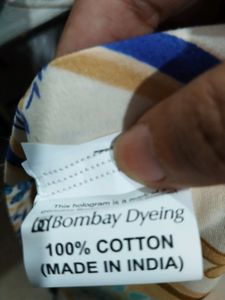 This hologram is a
Bombay Dyeing
100% COTTON
(MADE IN INDIA)